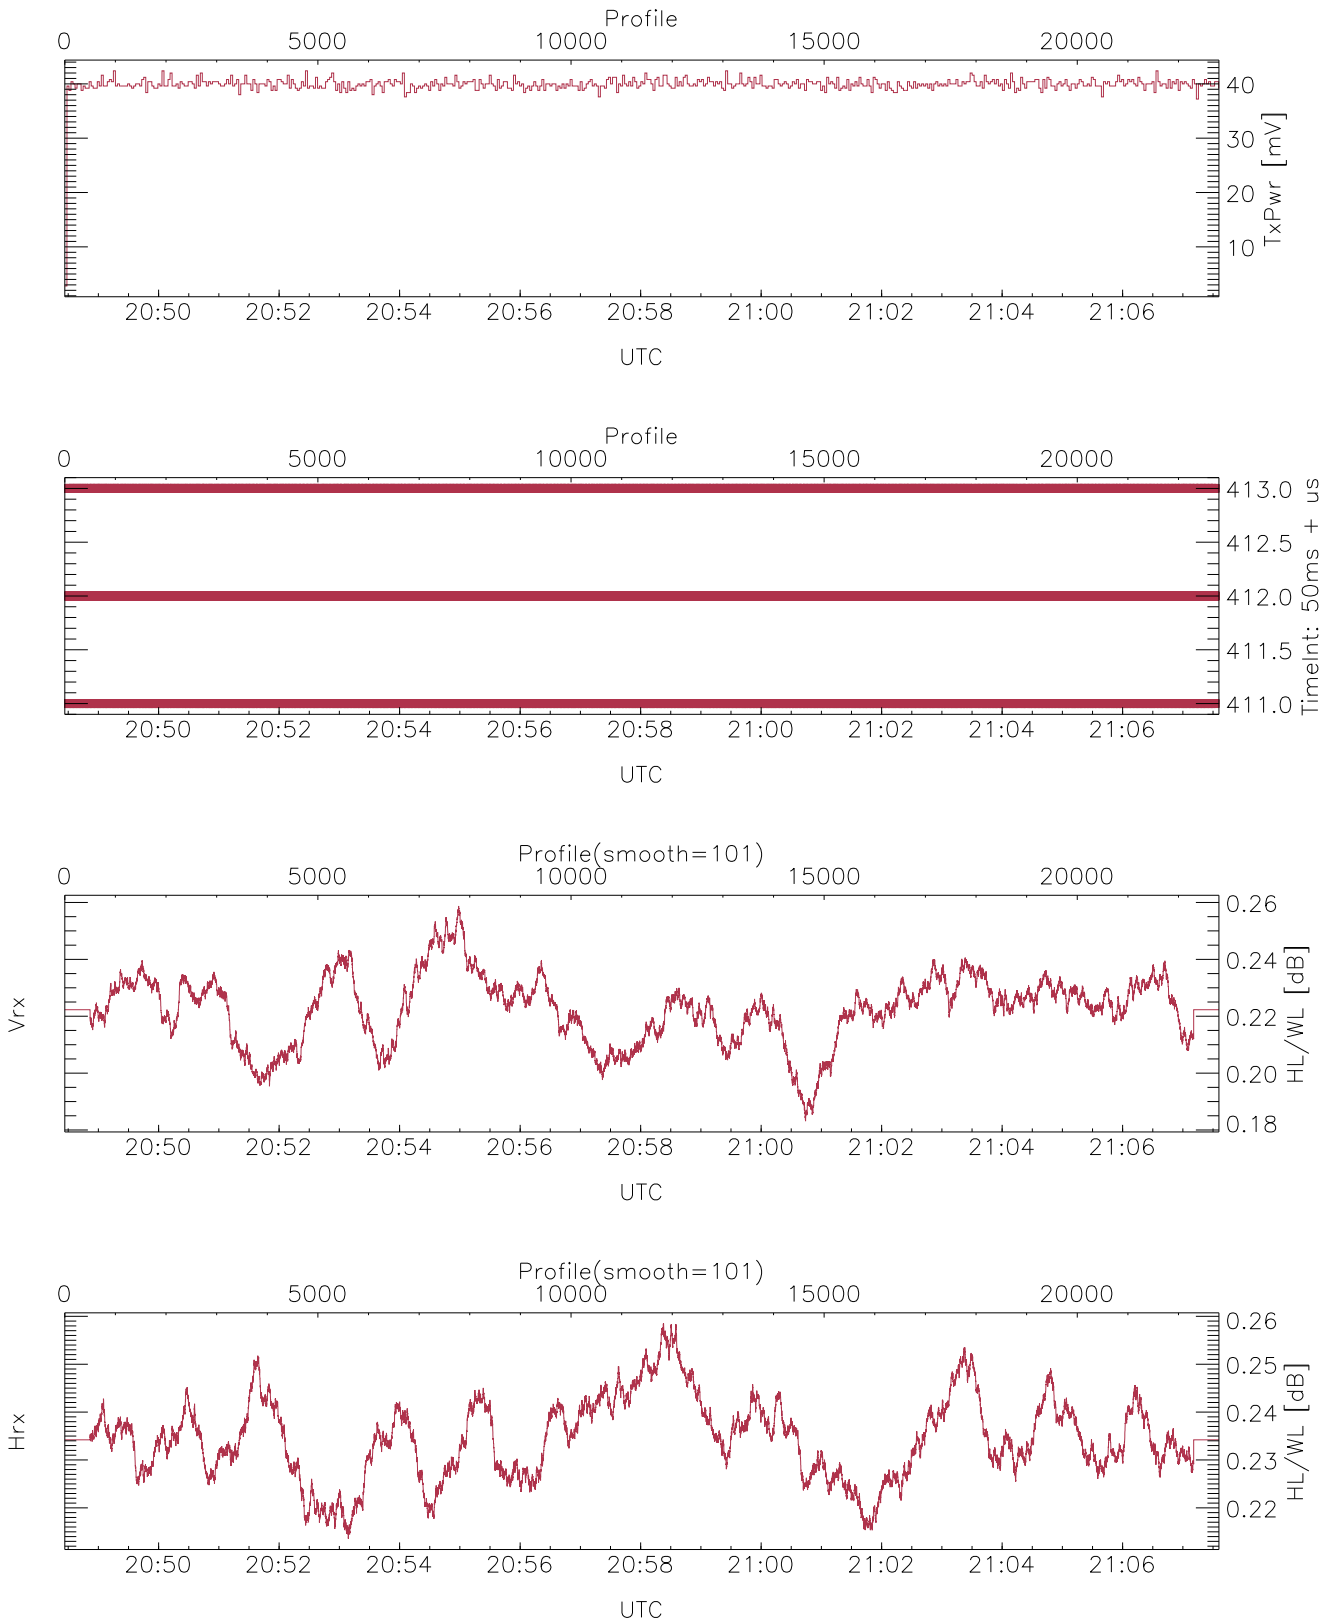 Profile
0 5000 10000 15000 20000
40
30
20
10
TxPwr [mV]
20:50 20:52 20:54 20:56 20:58 21:00 21:02 21:04 21:06
UTC
Profile
0 5000 10000 15000 20000
413.0
412.5
412.0
411.5
411.0
TimeInt: 50ms + us
20:50 20:52 20:54 20:56 20:58 21:00 21:02 21:04 21:06
UTC
Profile(smooth=101)
0 5000 10000 15000 20000
Vrx
0.26
0.24
0.22
0.20
0.18
HL/WL [dB]
20:50 20:52 20:54 20:56 20:58 21:00 21:02 21:04 21:06
UTC
Profile(smooth=101)
0 5000 10000 15000 20000
Hrx
0.26
0.25
0.24
0.23
0.22
HL/WL [dB]
20:50 20:52 20:54 20:56 20:58 21:00 21:02 21:04 21:06
UTC